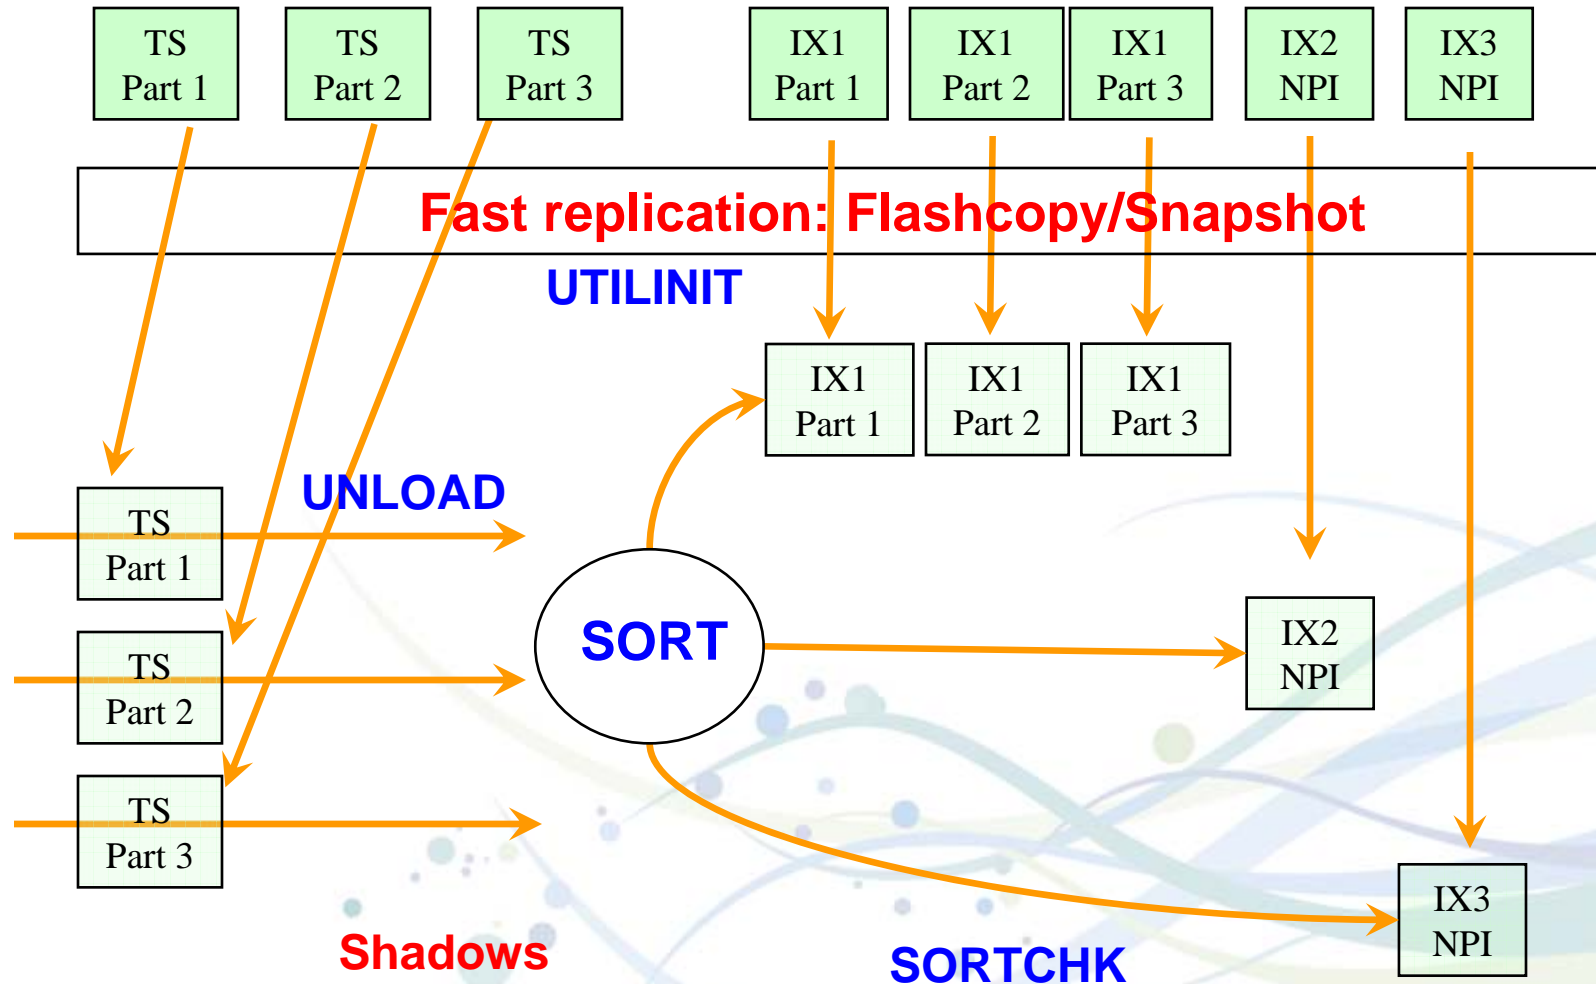 TS
Part 1
TS
Part 2
TS
Part 3
IX1
Part 1
IX1
Part 2
IX1
Part 3
IX2
NPI
IX3
NPI
Fast replication: Flashcopy/Snapshot
UTILINIT
IX1
Part 1
IX1
Part 2
IX1
Part 3
UNLOAD
TS
Part 1
SORT
IX2
NPI
TS
Part 2
TS
Part 3
IX3
NPI
Shadows
SORTCHK